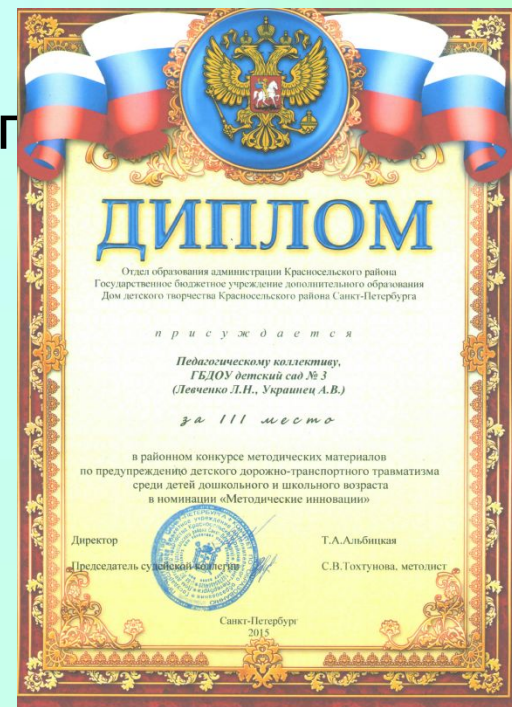 П
ДИПЛОМ
Отдел образования администрации Красносельского района
Государственное бюджетное учреждение дополнительного образования
Дом детского творчества Красносельского района Санкт-Петербурга
присуждается
Педагогическому коллективу,
ГБДОУ детский сад № 3
(Левченко Л.Н., Украинец А.В.)
за III место
в районном конкурсе методических материалов
по предупреждению детского дорожно-транспортного травматизма
среди детей дошкольного и школьного возраста
в номинации «Методические инновации»
Директор Т.А.Альбицкая
Председатель судейской коллегии С.В.Тохтунова, методист
Санкт-Петербург
2015